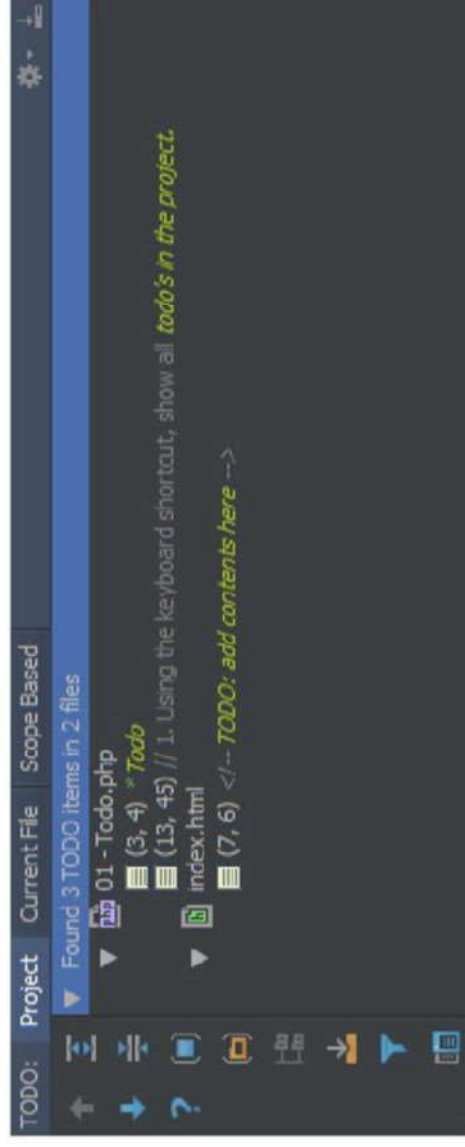 TODO: Project Current File Scope Based
Found 3 TODO items in 2 files
01 - Todo.php
(3, 4) * Todo
(13, 45) // 1. Using the keyboard shortcut, show all todo's in the project.
index.html
(7, 6) <!-- TODO: add contents here -->